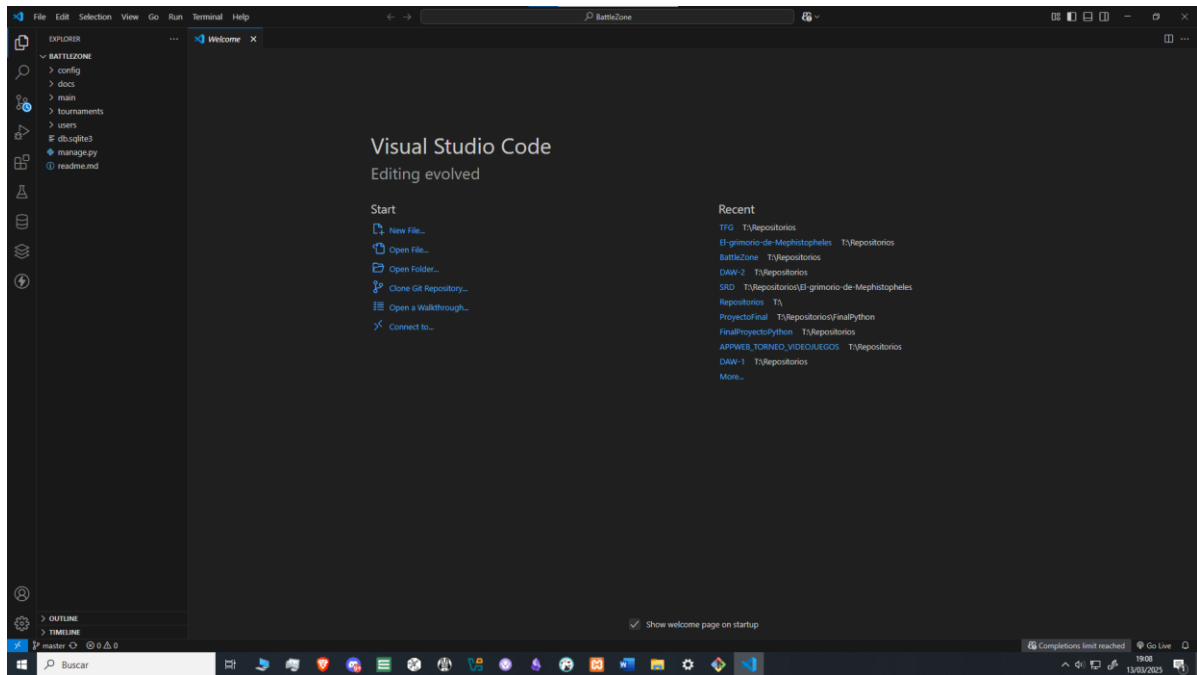 File Edit Selection View Go Run Terminal Help
BattleZone
EXPLORER
Welcome
BATTLEZONE
config
docs
main
tournaments
users
db.sqlite3
manage.py
readme.md
Visual Studio Code
Editing evolved
Start
New File...
Open File...
Open Folder...
Clone Git Repository...
Open a Walkthrough...
Connect to...
Recent
TFG T:\Repositorios
El-grimorio-de-Mephistopheles T:\Repositorios
BattleZone T:\Repositorios
DAW-2 T:\Repositorios
SRD T:\Repositorios\El-grimorio-de-Mephistopheles
Repositorios T:\
ProyectoFinal T:\Repositorios\FinalPython
FinalProyectoPython T:\Repositorios
APPWEB_TORNEO_VIDEOJUEGOS T:\Repositorios
DAW-1 T:\Repositorios
More...
Show welcome page on startup
OUTLINE
TIMELINE
master 0 0
Completions limit reached Go Live
Buscar
19:08
13/03/2025